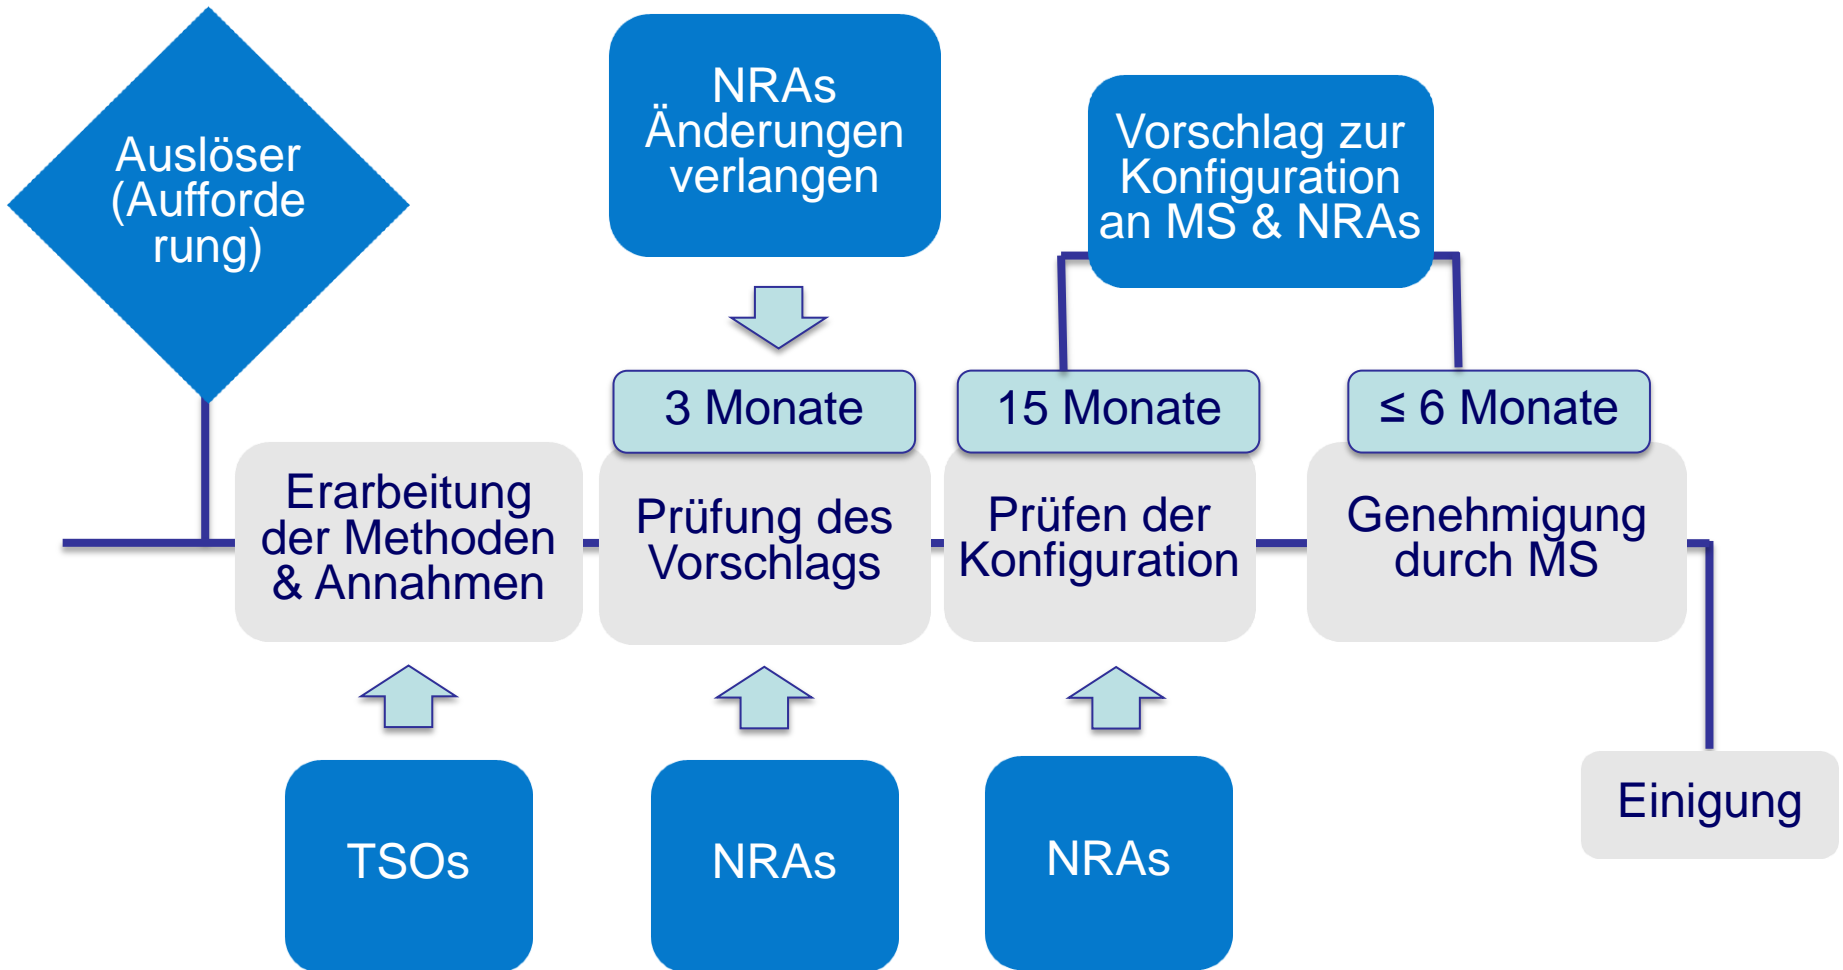 Auslöser
(Aufforde
rung)
NRAs
Änderungen
verlangen
Vorschlag zur
Konfiguration
an MS & NRAs
3 Monate
15 Monate
≤ 6 Monate
Erarbeitung
der Methoden
& Annahmen
Prüfung des
Vorschlags
Prüfen der
Konfiguration
Genehmigung
durch MS
TSOs
NRAs
NRAs
Einigung